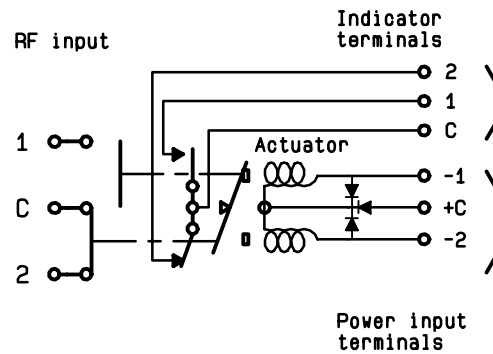 Indicator
terminals
RF input
2
1
C
Actuator
1
-1
C
+C
-2
2
Power input
terminals